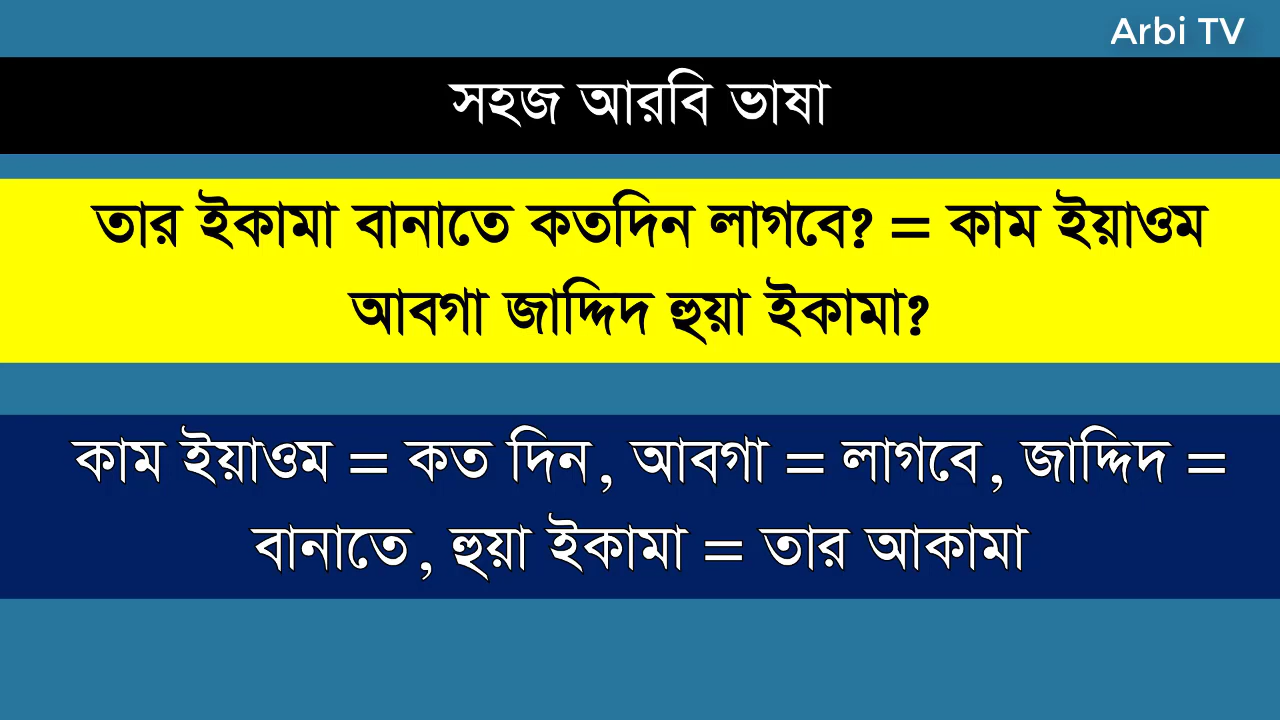 Arbi TV
সহজ আরবি ভাষা
তার ইকামা বানাতে কতদিন লাগবে? = কাম ইয়াওম
আবগা জাদ্দিদ হুয়া ইকামা?
কাম ইয়াওম = কত দিন, আবগা = লাগবে, জাদ্দিদ =
বানাতে, হুয়া ইকামা = তার আকামা